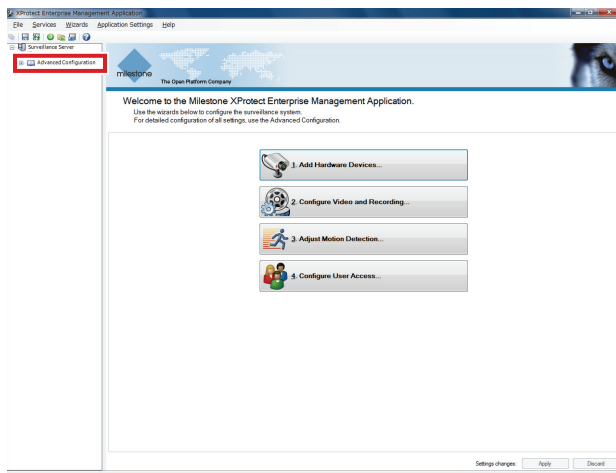 XProtect Enterprise Management Application
File Services Wizards Application Settings Help
Surveillance Server
Advanced Configuration
milestone
The Open Platform Company
Welcome to the Milestone XProtect Enterprise Management Application.
Use the wizards below to configure the surveillance system.
For detailed configuration of all settings, use the Advanced Configuration.
1. Add Hardware Devices...
2. Configure Video and Recording...
3. Adjust Motion Detection...
4. Configure User Access...
Settings changes: Apply Discard